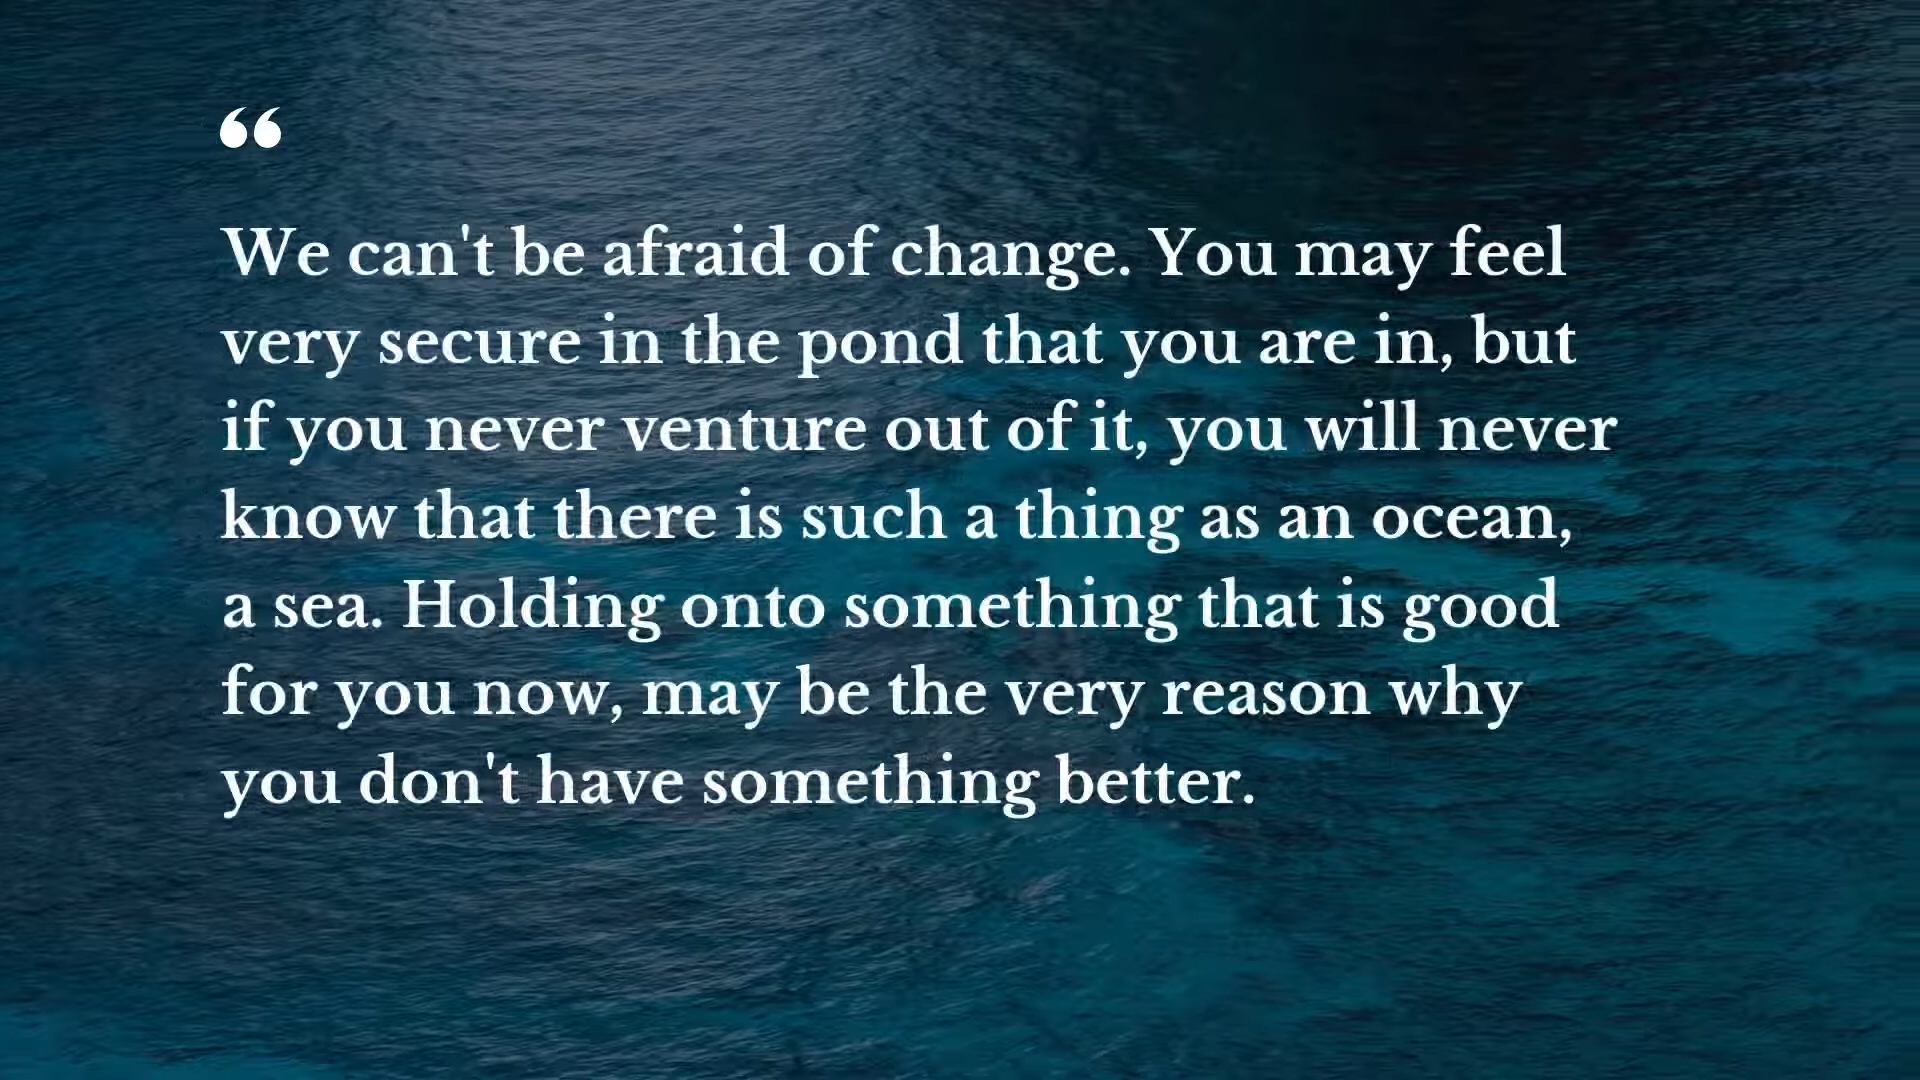 “
We can't be afraid of change. You may feel
very secure in the pond that you are in, but
if you never venture out of it, you will never
know that there is such a thing as an ocean,
a sea. Holding onto something that is good
for you now, may be the very reason why
you don't have something better.